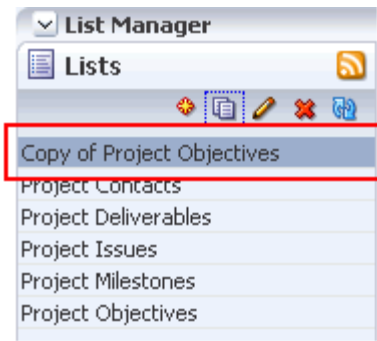 List Manager
Lists
Copy of Project Objectives
Project Contacts
Project Deliverables
Project Issues
Project Milestones
Project Objectives